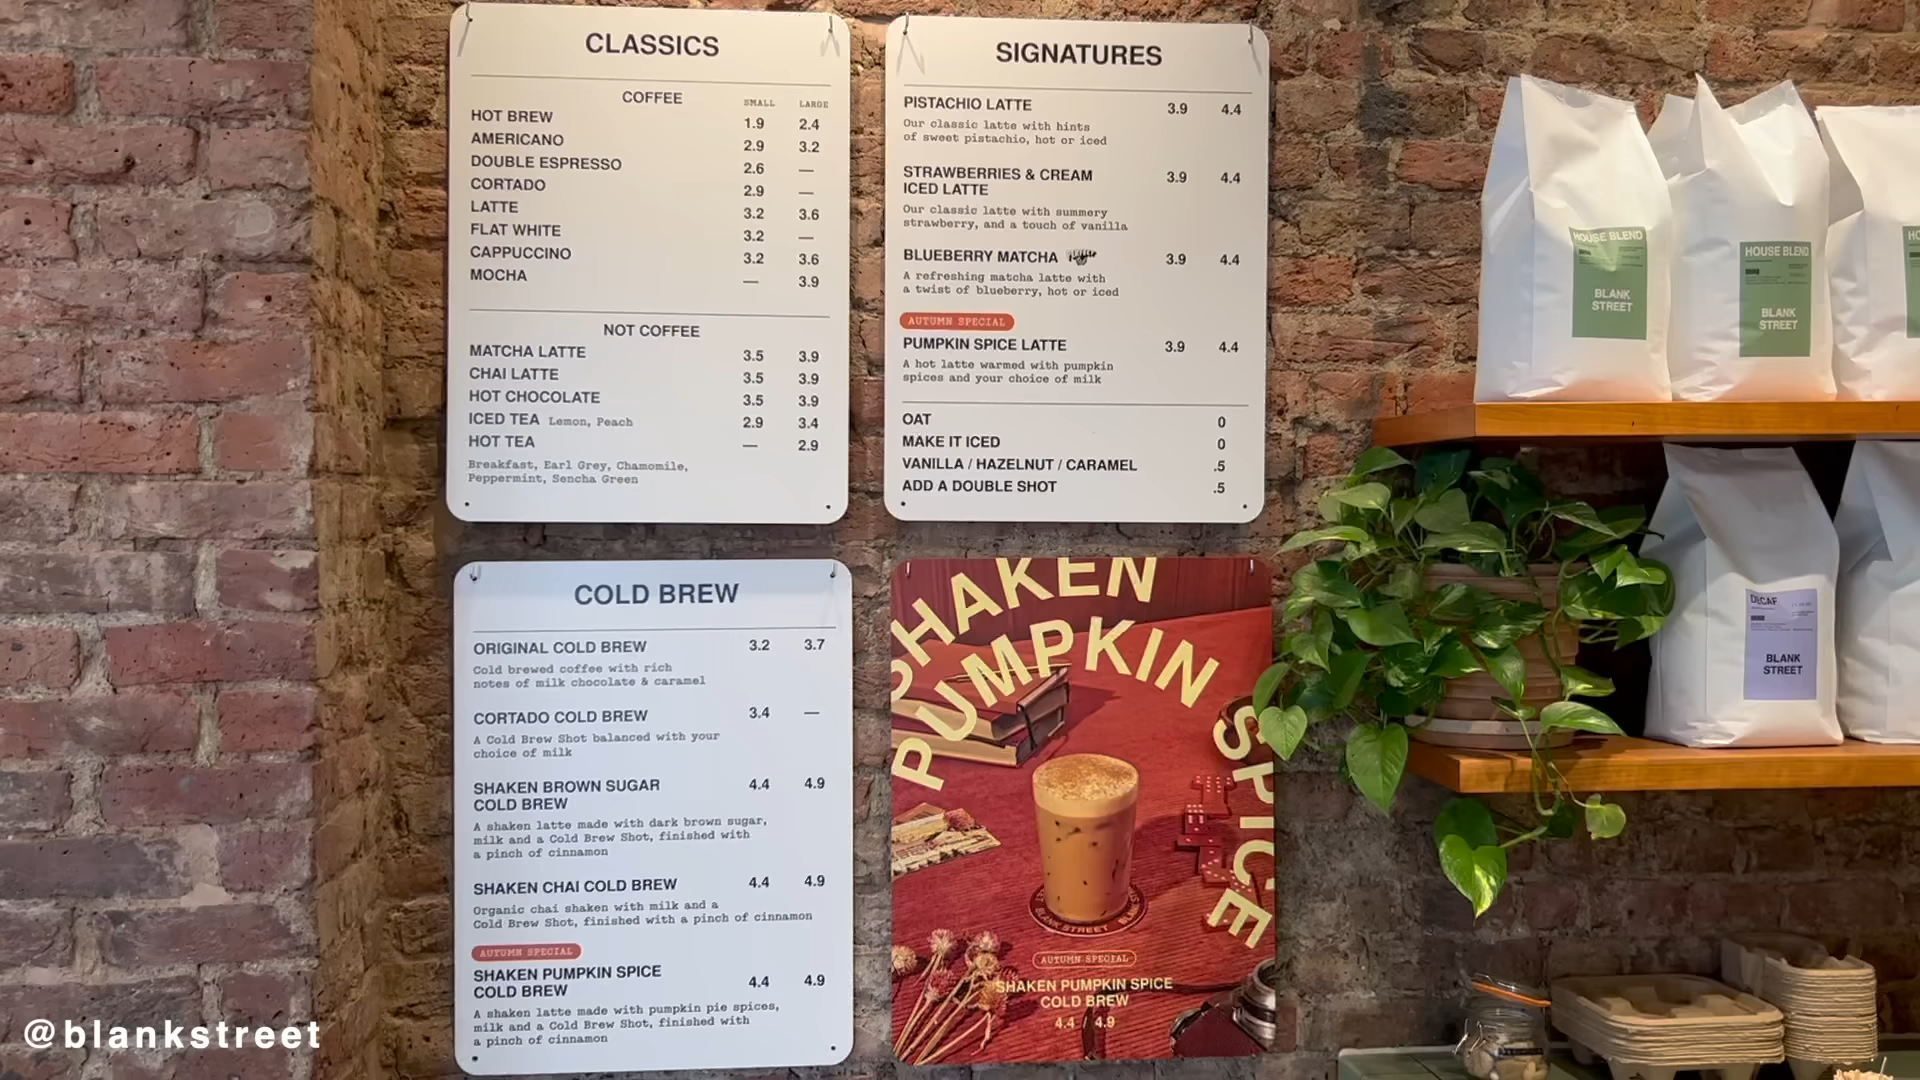 CLASSICS
COFFEE SMALL LARGE
HOT BREW 1.9 2.4
AMERICANO 2.9 3.2
DOUBLE ESPRESSO 2.6 —
CORTADO 2.9 —
LATTE 3.2 3.6
FLAT WHITE 3.2 —
CAPPUCCINO 3.2 3.6
MOCHA — 3.9
NOT COFFEE
MATCHA LATTE 3.5 3.9
CHAI LATTE 3.5 3.9
HOT CHOCOLATE 3.5 3.9
ICED TEA Lemon, Peach 2.9 3.4
HOT TEA — 2.9
Breakfast, Earl Grey, Chamomile,
Peppermint, Sencha Green
SIGNATURES
PISTACHIO LATTE 3.9 4.4
Our classic latte with hints
of sweet pistachio, hot or iced
STRAWBERRIES & CREAM
ICED LATTE 3.9 4.4
Our classic latte with summery
strawberry, and a touch of vanilla
BLUEBERRY MATCHA 3.9 4.4
A refreshing matcha latte with
a twist of blueberry, hot or iced
AUTUMN SPECIAL
PUMPKIN SPICE LATTE 3.9 4.4
A hot latte warmed with pumpkin
spices and your choice of milk
OAT 0
MAKE IT ICED 0
VANILLA / HAZELNUT / CARAMEL .5
ADD A DOUBLE SHOT .5
COLD BREW
ORIGINAL COLD BREW 3.2 3.7
Cold brewed coffee with rich
notes of milk chocolate & caramel
CORTADO COLD BREW 3.4 —
A Cold Brew Shot balanced with your
choice of milk
SHAKEN BROWN SUGAR 4.4 4.9
COLD BREW
A shaken latte made with dark brown sugar,
milk and a Cold Brew Shot, finished with
a pinch of cinnamon
SHAKEN CHAI COLD BREW 4.4 4.9
Organic chai shaken with milk and a
Cold Brew Shot, finished with a pinch of cinnamon
AUTUMN SPECIAL
SHAKEN PUMPKIN SPICE 4.4 4.9
COLD BREW
A shaken latte made with pumpkin pie spices,
milk and a Cold Brew Shot, finished with
a pinch of cinnamon
SHAKEN
PUMPKIN
SPICE
BLANK STREET
AUTUMN SPECIAL
SHAKEN PUMPKIN SPICE
COLD BREW
4.4 / 4.9
HOUSE BLEND
BLANK
STREET
HOUSE BLEND
BLANK
STREET
DECAF
BLANK
STREET
@blankstreet